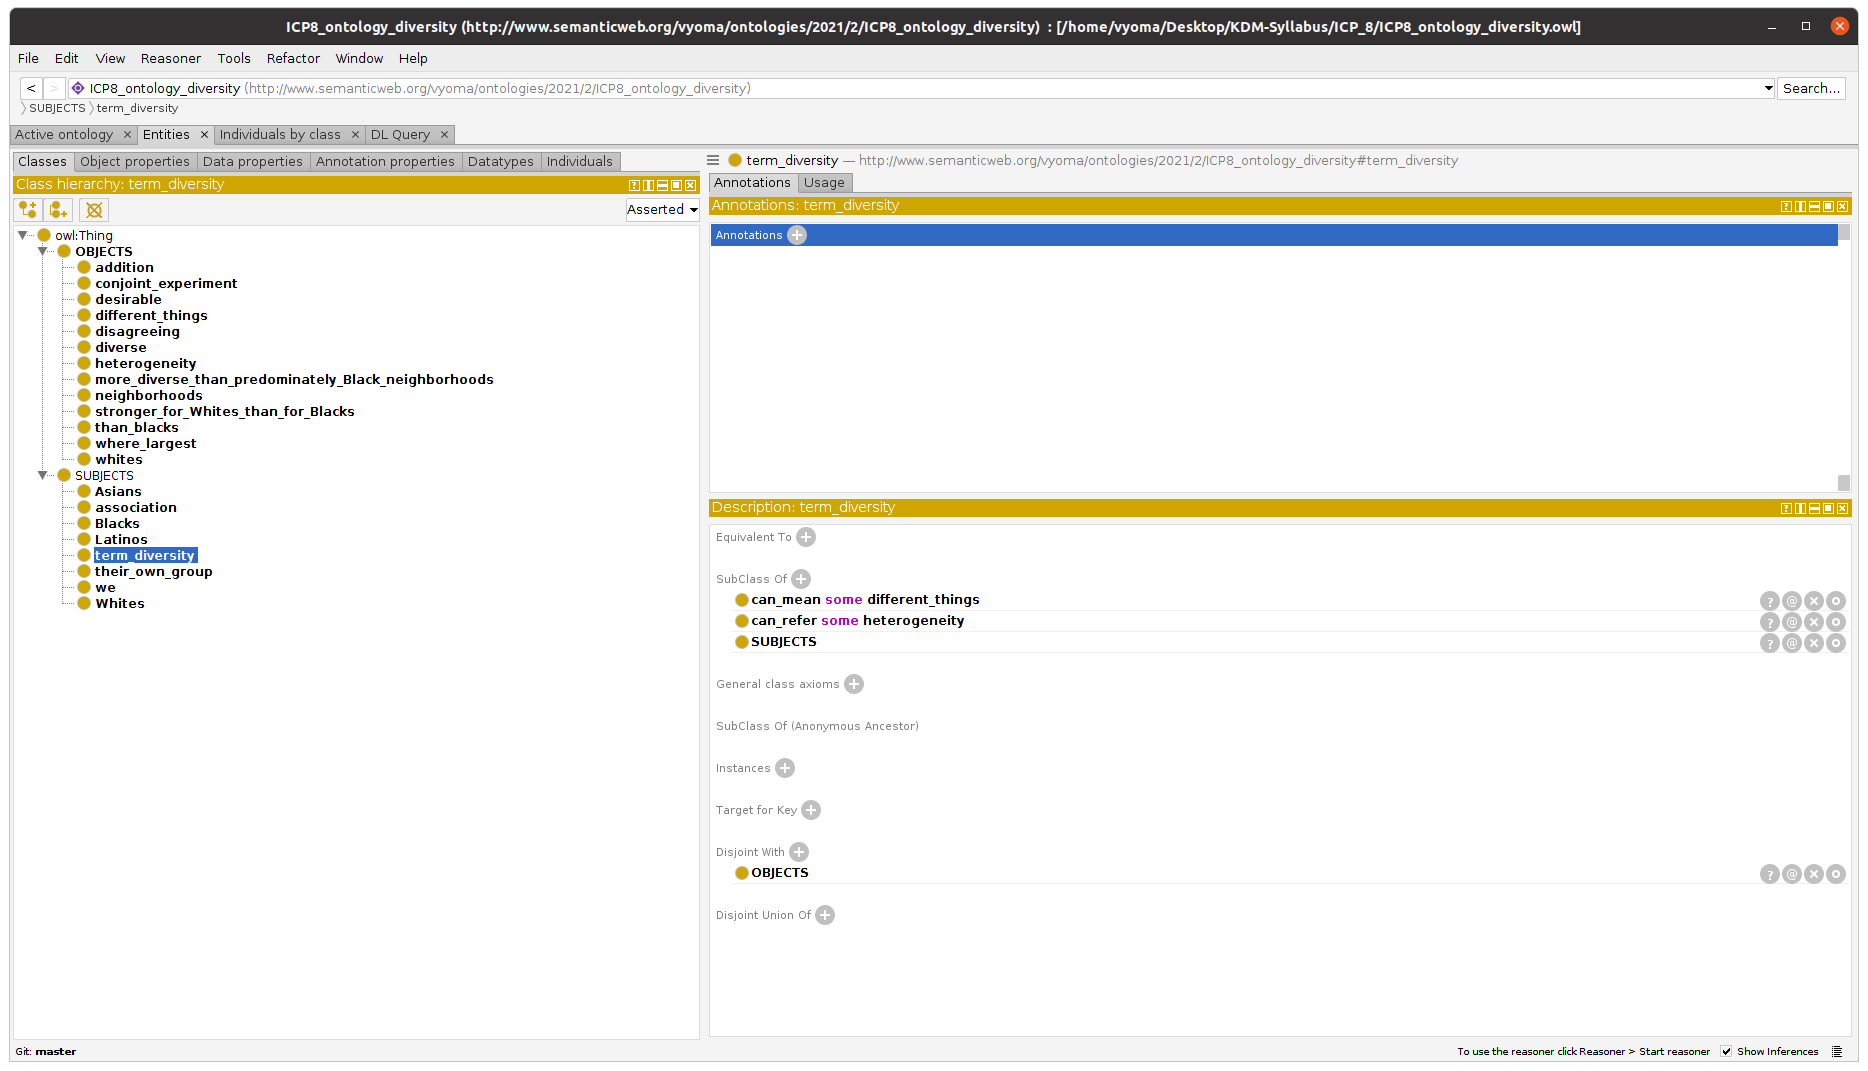 ICP8_ontology_diversity (http://www.semanticweb.org/vyoma/ontologies/2021/2/ICP8_ontology_diversity) : [/home/vyoma/Desktop/KDM-Syllabus/ICP_8/ICP8_ontology_diversity.owl]
File Edit View Reasoner Tools Refactor Window Help
< > ICP8_ontology_diversity (http://www.semanticweb.org/vyoma/ontologies/2021/2/ICP8_ontology_diversity) Search...
SUBJECTS term_diversity
Active ontology × Entities × Individuals by class × DL Query ×
Classes Object properties Data properties Annotation properties Datatypes Individuals
Class hierarchy: term_diversity
Asserted
owl:Thing
OBJECTS
addition
conjoint_experiment
desirable
different_things
disagreeing
diverse
heterogeneity
more_diverse_than_predominately_Black_neighborhoods
neighborhoods
stronger_for_Whites_than_for_Blacks
than_blacks
where_largest
whites
SUBJECTS
Asians
association
Blacks
Latinos
term_diversity
their_own_group
we
Whites
term_diversity — http://www.semanticweb.org/vyoma/ontologies/2021/2/ICP8_ontology_diversity#term_diversity
Annotations Usage
Annotations: term_diversity
Annotations
Description: term_diversity
Equivalent To
SubClass Of
can_mean some different_things
can_refer some heterogeneity
SUBJECTS
General class axioms
SubClass Of (Anonymous Ancestor)
Instances
Target for Key
Disjoint With
OBJECTS
Disjoint Union Of
Git: master
To use the reasoner click Reasoner > Start reasoner Show Inferences